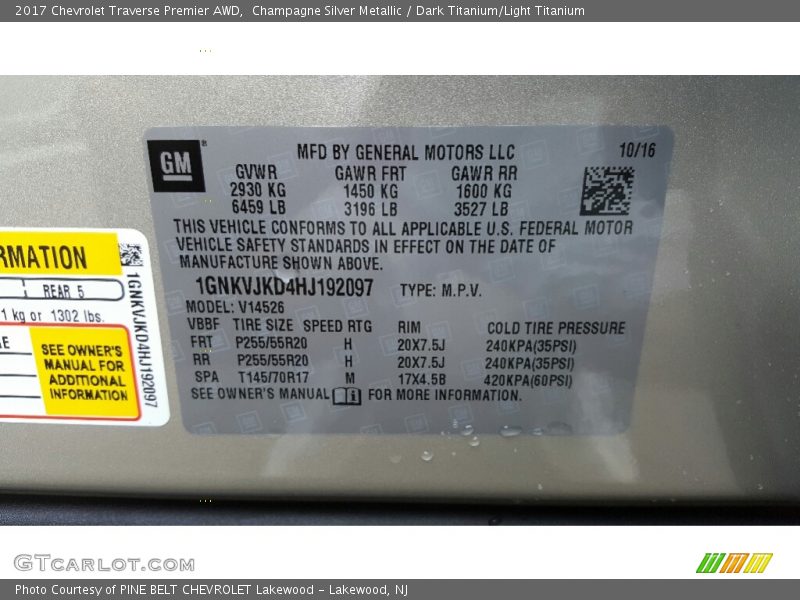 2017 Chevrolet Traverse Premier AWD, Champagne Silver Metallic / Dark Titanium/Light Titanium
GM
MFD BY GENERAL MOTORS LLC 10/16
GVWR GAWR FRT GAWR RR
2930 KG 1450 KG 1600 KG
6459 LB 3196 LB 3527 LB
THIS VEHICLE CONFORMS TO ALL APPLICABLE U.S. FEDERAL MOTOR
VEHICLE SAFETY STANDARDS IN EFFECT ON THE DATE OF
MANUFACTURE SHOWN ABOVE.
1GNKVJKD4HJ192097 TYPE: M.P.V.
MODEL: V14526
VBBF TIRE SIZE SPEED RTG RIM COLD TIRE PRESSURE
FRT P255/55R20 H 20X7.5J 240KPA(35PSI)
RR P255/55R20 H 20X7.5J 240KPA(35PSI)
SPA T145/70R17 M 17X4.5B 420KPA(60PSI)
SEE OWNER'S MANUAL FOR MORE INFORMATION.
RMATION
REAR 5
1 kg or 1302 lbs.
SEE OWNER'S
MANUAL FOR
ADDITIONAL
INFORMATION
1GNKVJKD4HJ192097
GTCARLOT.COM
Photo Courtesy of PINE BELT CHEVROLET Lakewood - Lakewood, NJ